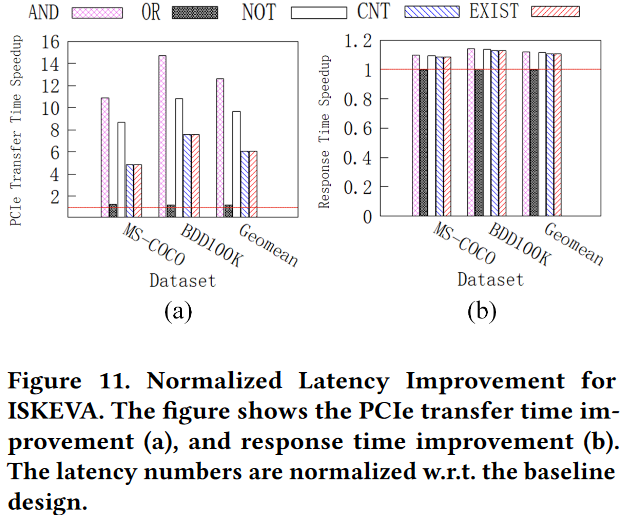 AND OR NOT CNT EXIST
PCIe Transfer Time Speedup
16
14
12
10
8
6
4
2
MS-COCO
BDD100K
Geomean
Dataset
(a)
Response Time Speedup
1.2
1
0.8
0.6
0.4
0.2
0
MS-COCO
BDD100K
Geomean
Dataset
(b)
Figure 11. Normalized Latency Improvement for
ISKEVA. The figure shows the PCIe transfer time im-
provement (a), and response time improvement (b).
The latency numbers are normalized w.r.t. the baseline
design.